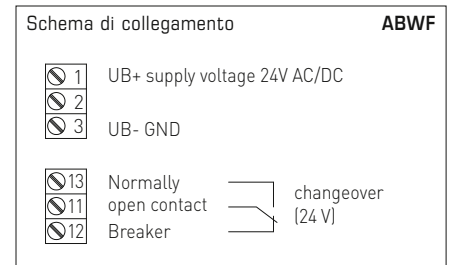 Schema di collegamento ABWF
1 UB+ supply voltage 24V AC/DC
2
3 UB- GND
13 Normally
11 open contact
12 Breaker
changeover
(24 V)